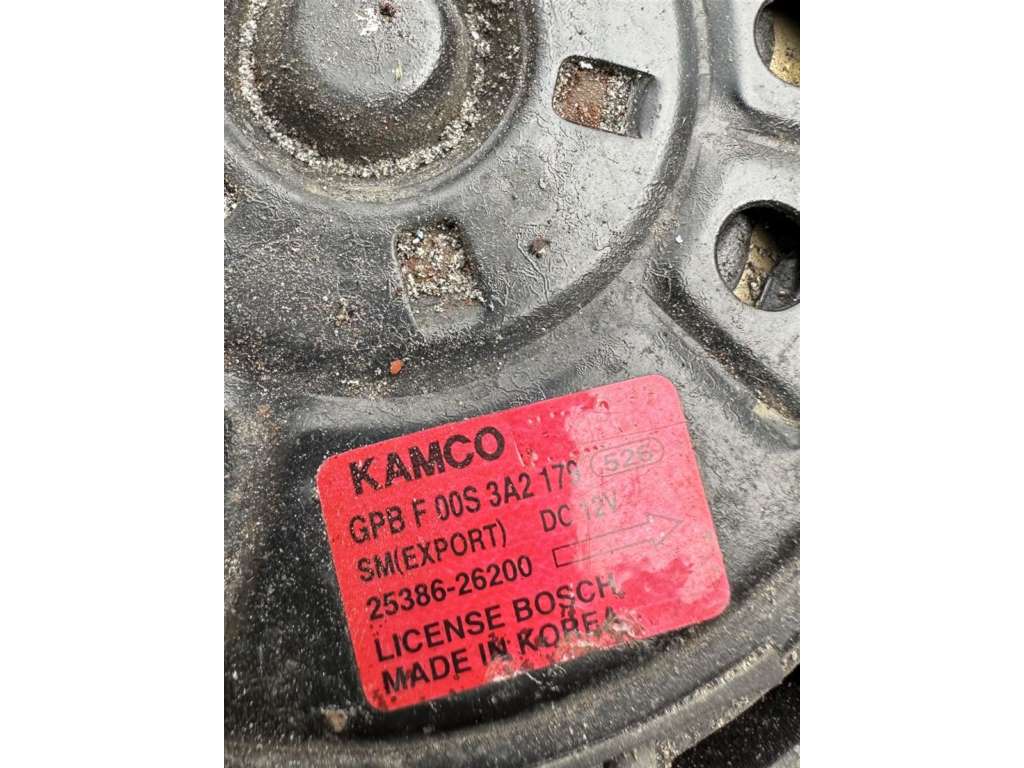 KAMCO
GPB F 00S 3A2 179 526
SM(EXPORT) DC 12V
25386-26200
LICENSE BOSCH.
MADE IN KOREA